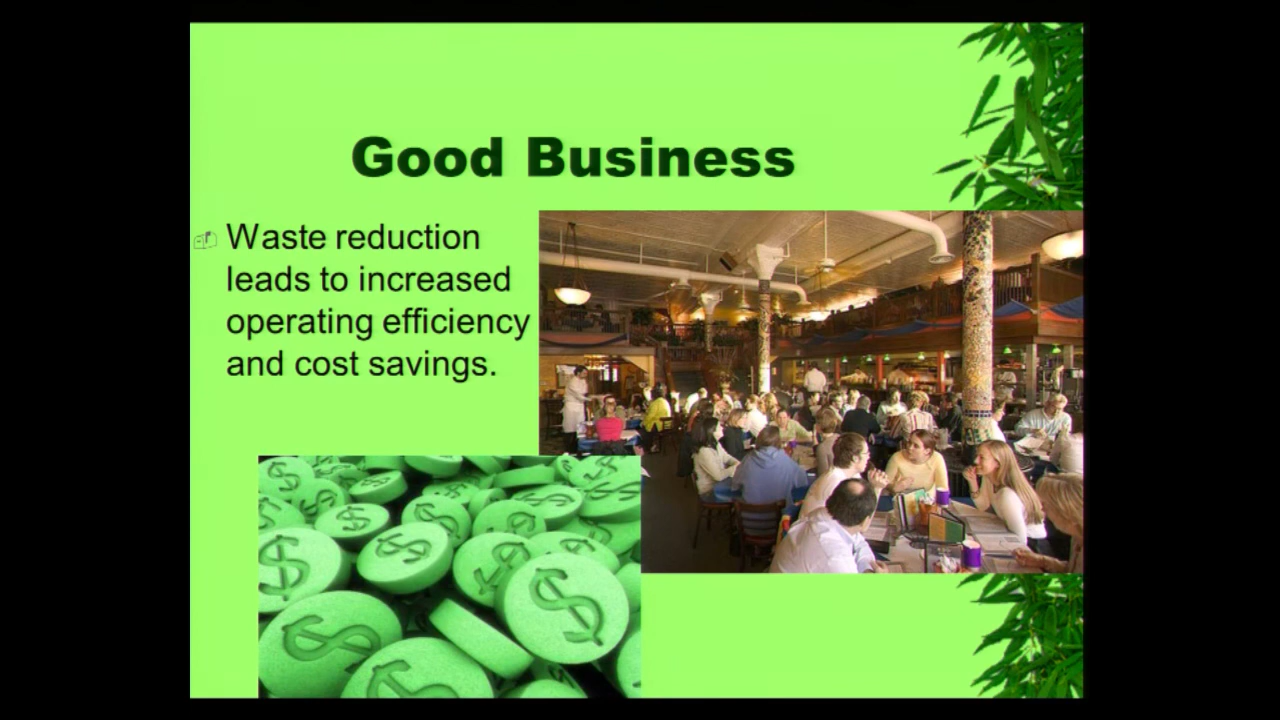 Good Business
Waste reduction
leads to increased
operating efficiency
and cost savings.